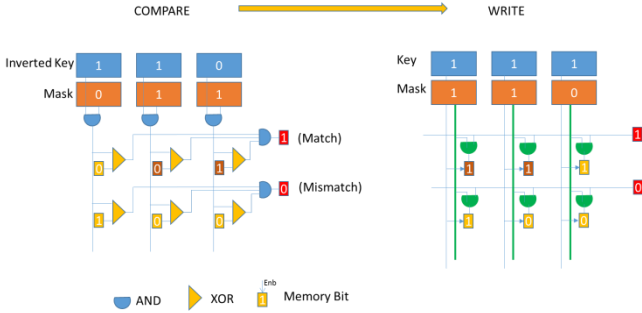 COMPARE WRITE
Inverted Key 1 1 0 Key 1 1 1
Mask 0 1 1 Mask 1 1 0
1 (Match) 1
0 0 1 1 1 1
0 (Mismatch) 0
1 0 0 1 0 0
Enb
AND XOR 1 Memory Bit